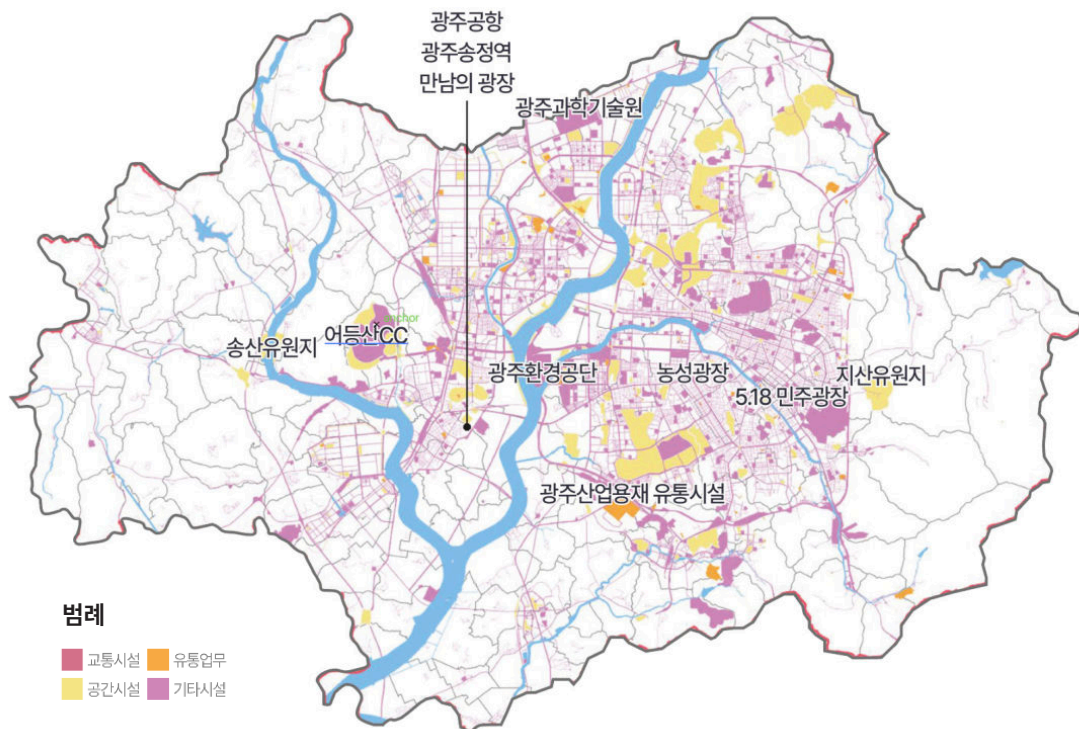 광주공항
광주송정역
만남의 광장
광주과학기술원
anchor
어등산CC
송산유원지
광주환경공단
농성광장
지산유원지
5.18 민주광장
광주산업용재 유통시설
범례
교통시설
유통업무
공간시설
기타시설